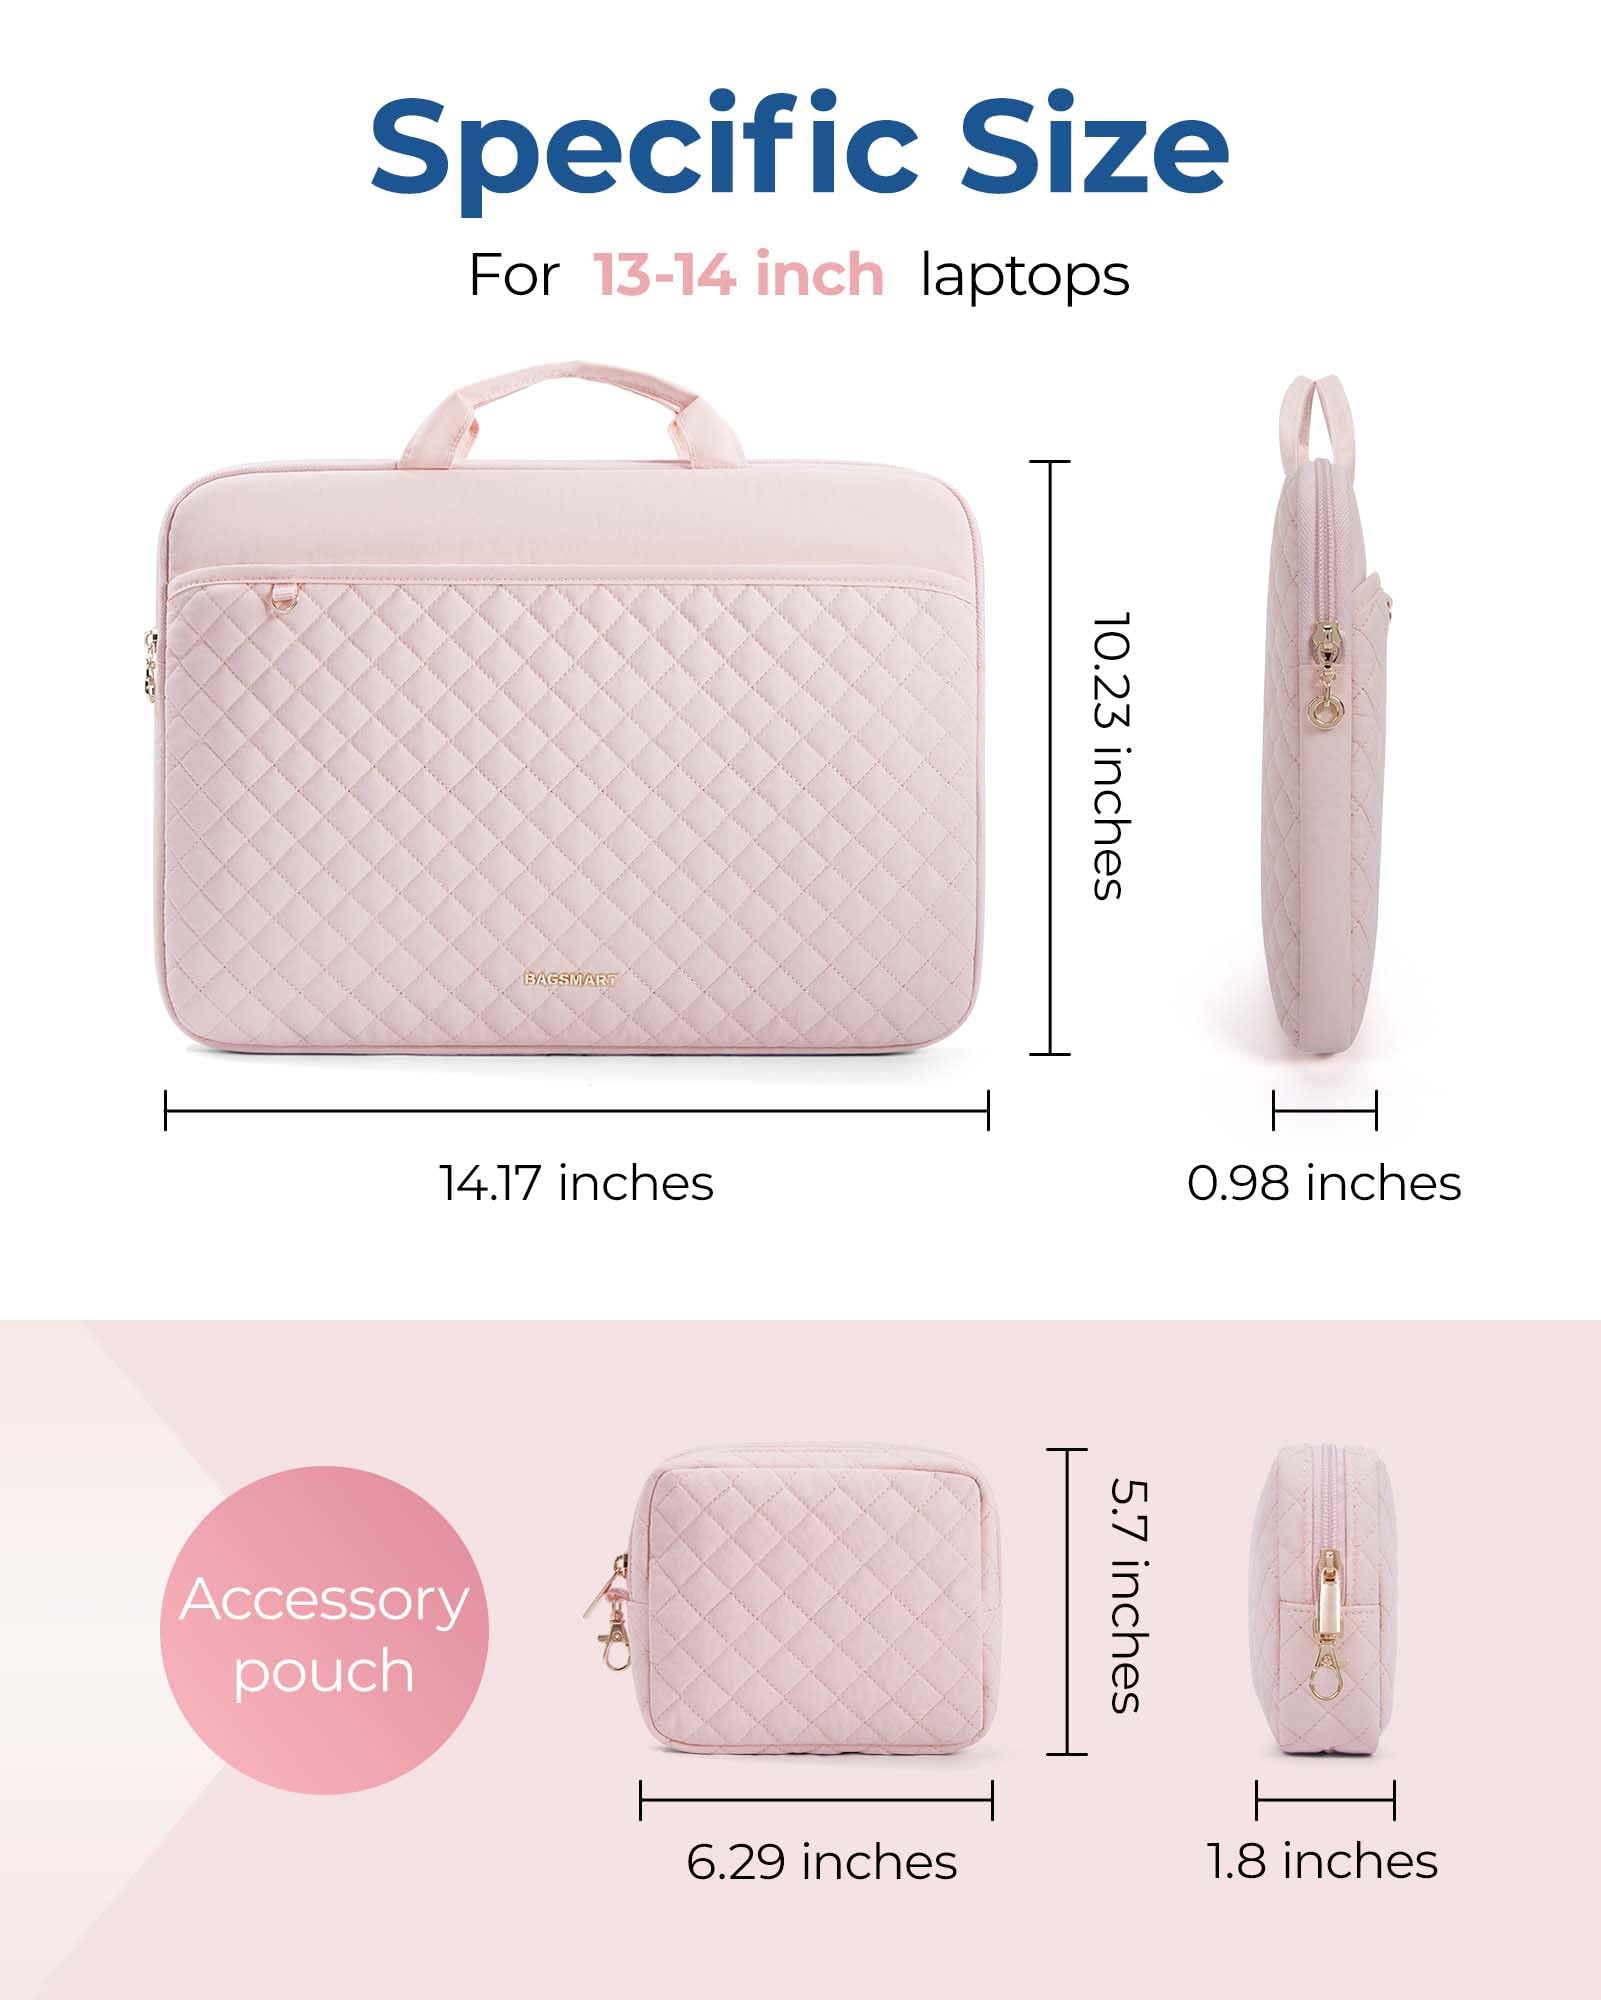 Specific Size
For 13-14 inch laptops
10.23 inches
BAGSMART
14.17 inches
0.98 inches
5.7 inches
Accessory
pouch
6.29 inches
1.8 inches